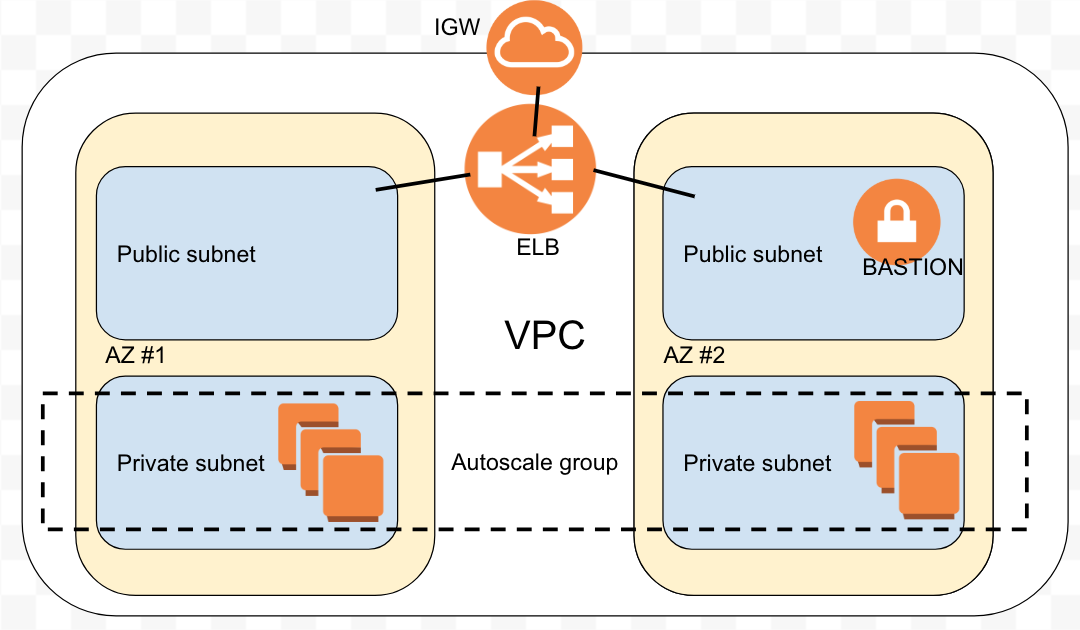 IGW
ELB
Public subnet
Public subnet
BASTION
VPC
AZ #1
AZ #2
Private subnet
Autoscale group
Private subnet